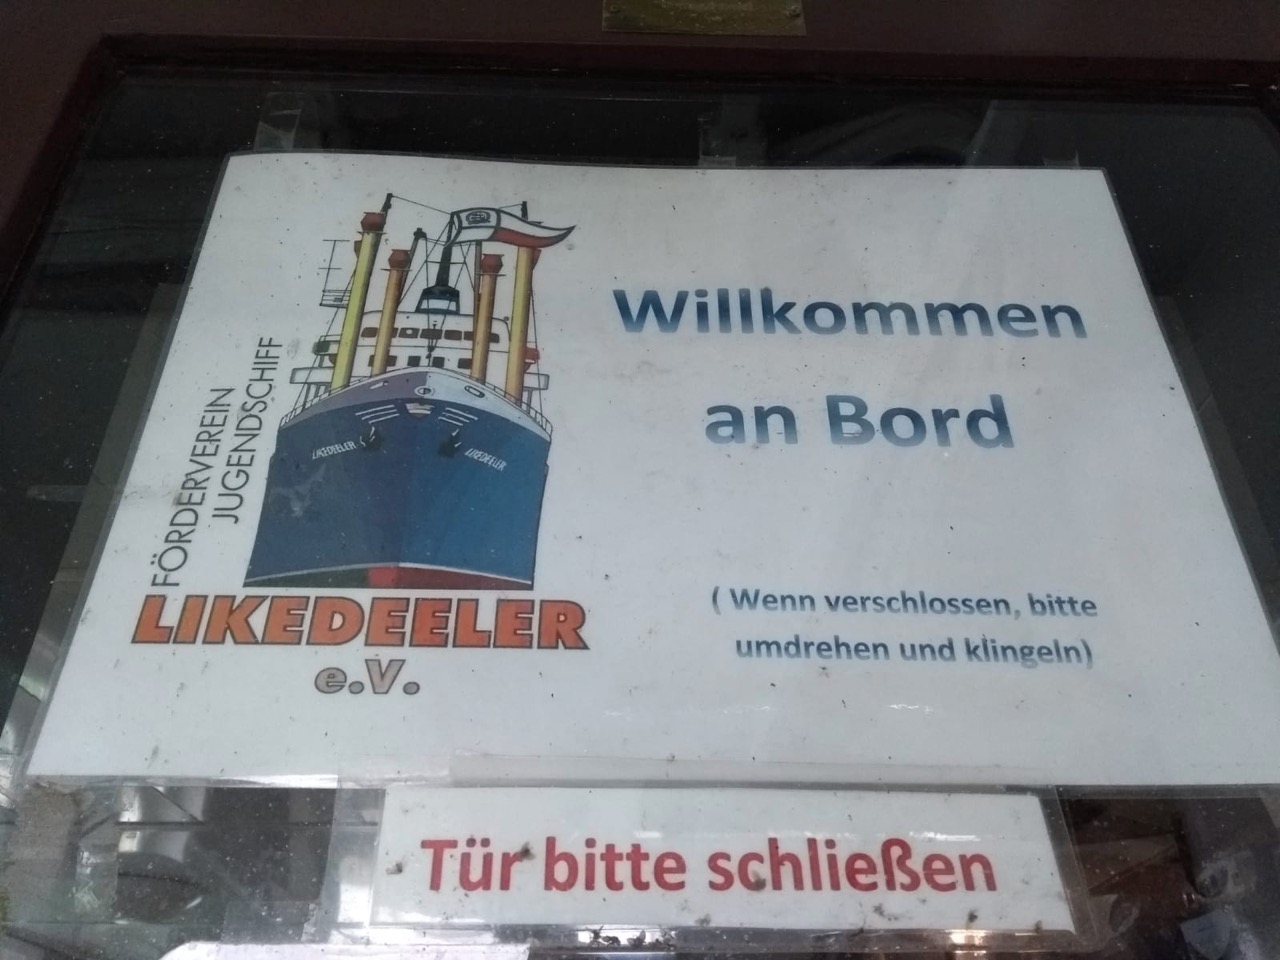 FÖRDERVEREIN
JUGENDSCHIFF
LIKEDEELER
LIKEDEELER
LIKEDEELER
e.V.
Willkommen
an Bord
( Wenn verschlossen, bitte
umdrehen und klingeln)
Tür bitte schließen